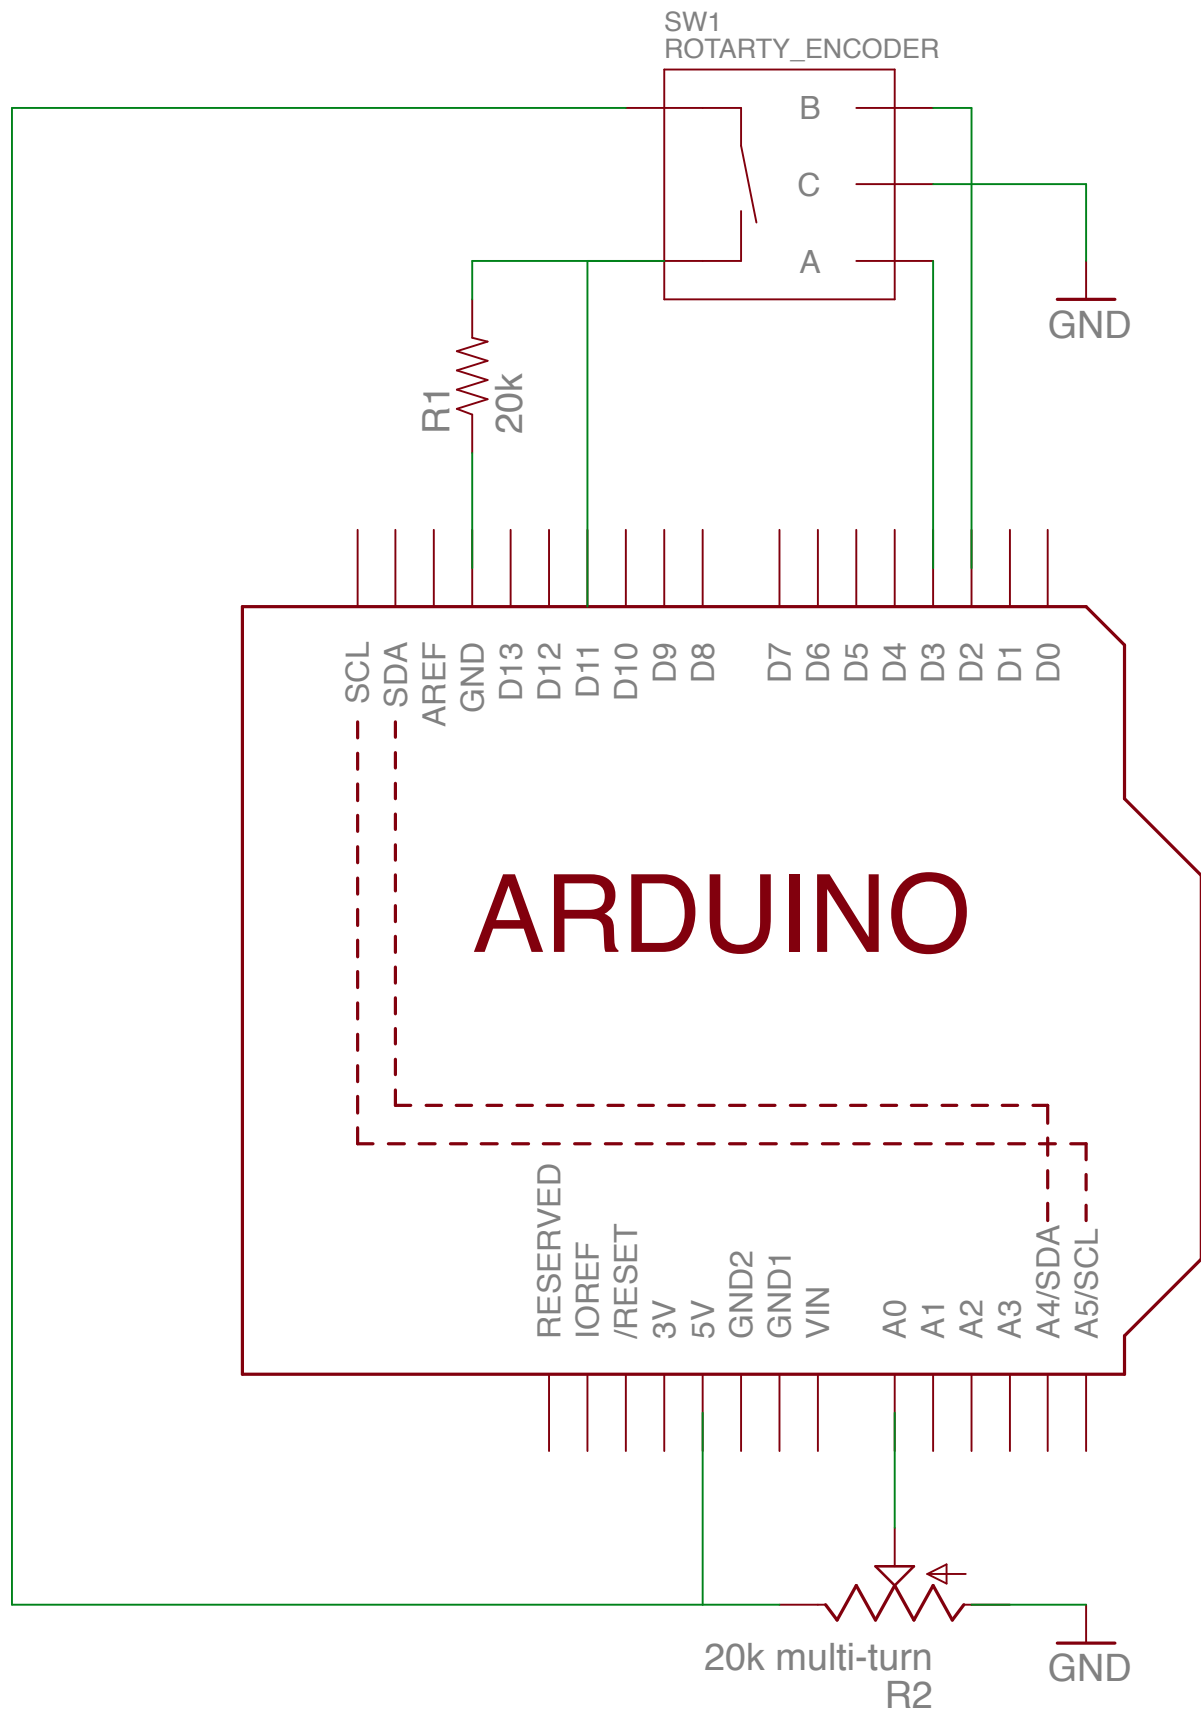 SW1
ROTARTY_ENCODER
B
C
A
GND
R1
20k
SCL
SDA
AREF
GND
D13
D12
D11
D10
D9
D8
D7
D6
D5
D4
D3
D2
D1
D0
ARDUINO
RESERVED
IOREF
/RESET
3V
5V
GND2
GND1
VIN
A0
A1
A2
A3
A4/SDA
A5/SCL
20k multi-turn
R2
GND